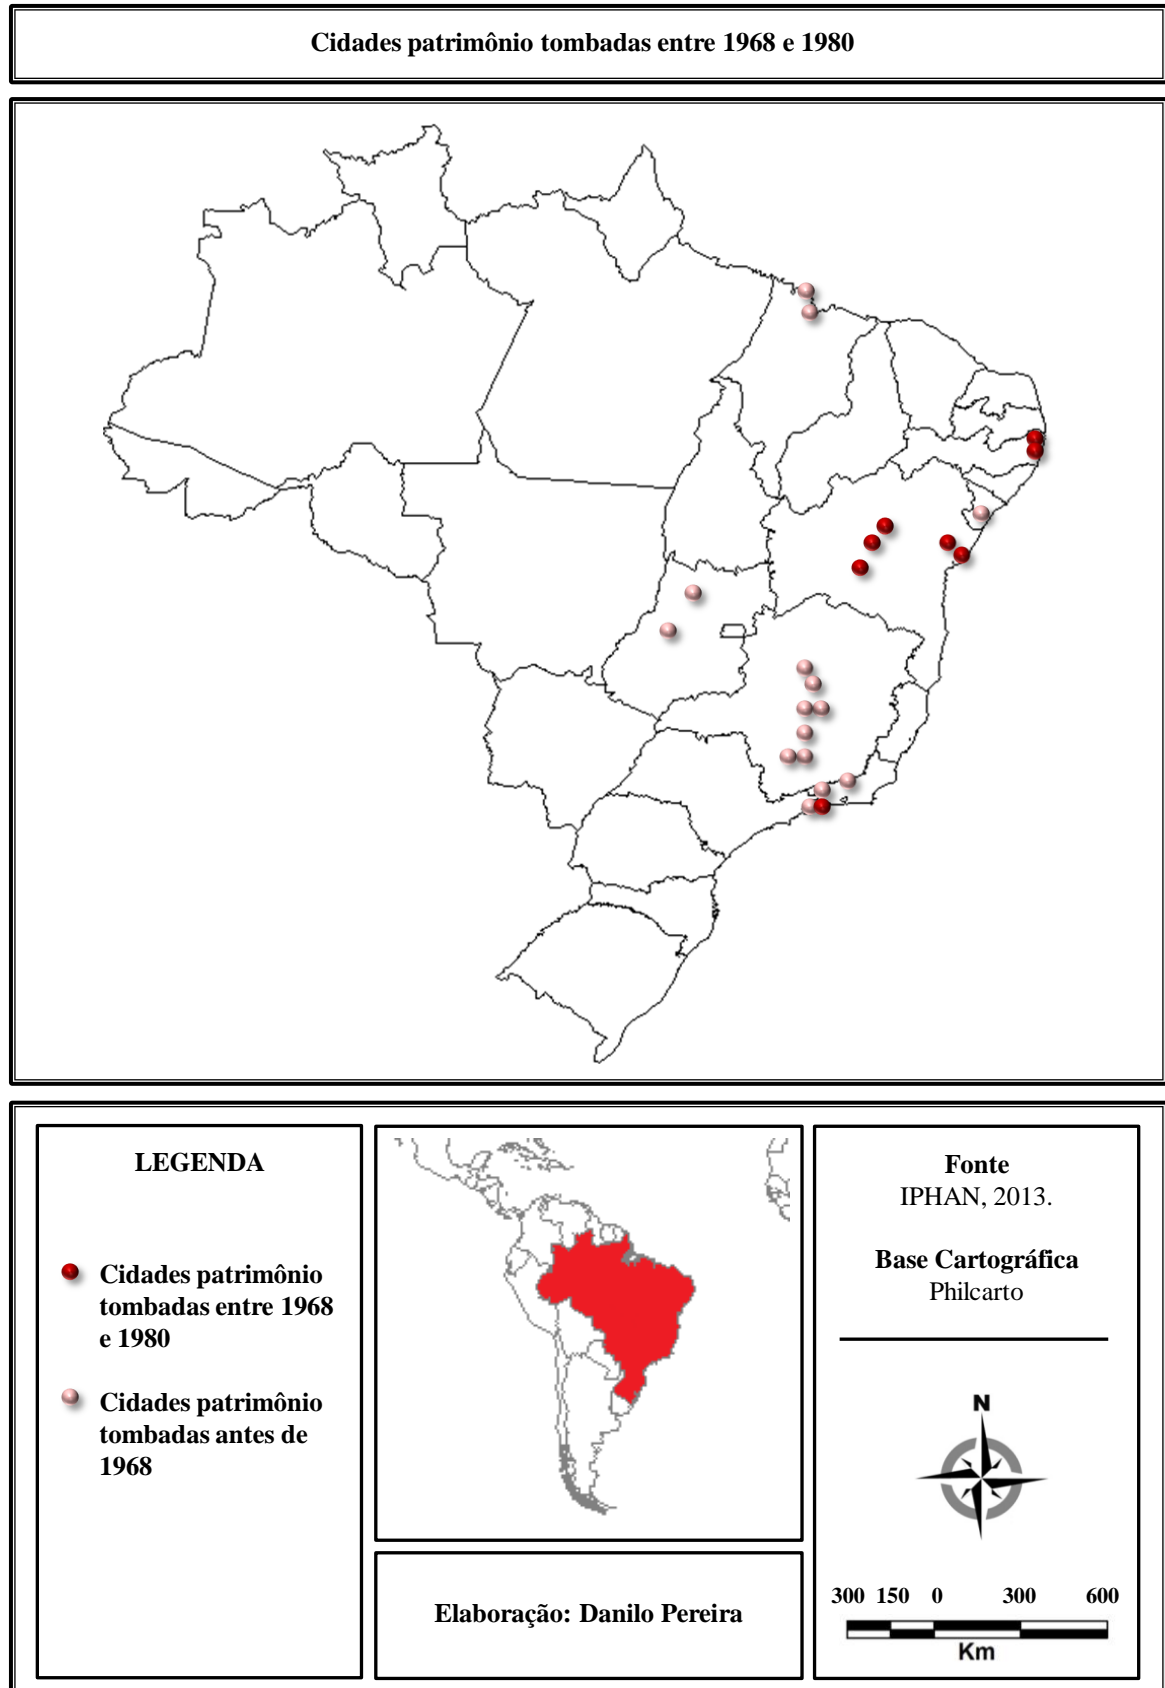 Cidades patrimônio tombadas entre 1968 e 1980
LEGENDA
Cidades patrimônio
tombadas entre 1968
e 1980
Cidades patrimônio
tombadas antes de
1968
Elaboração: Danilo Pereira
Fonte
IPHAN, 2013.
Base Cartográfica
Philcarto
N
300 150 0 300 600
Km